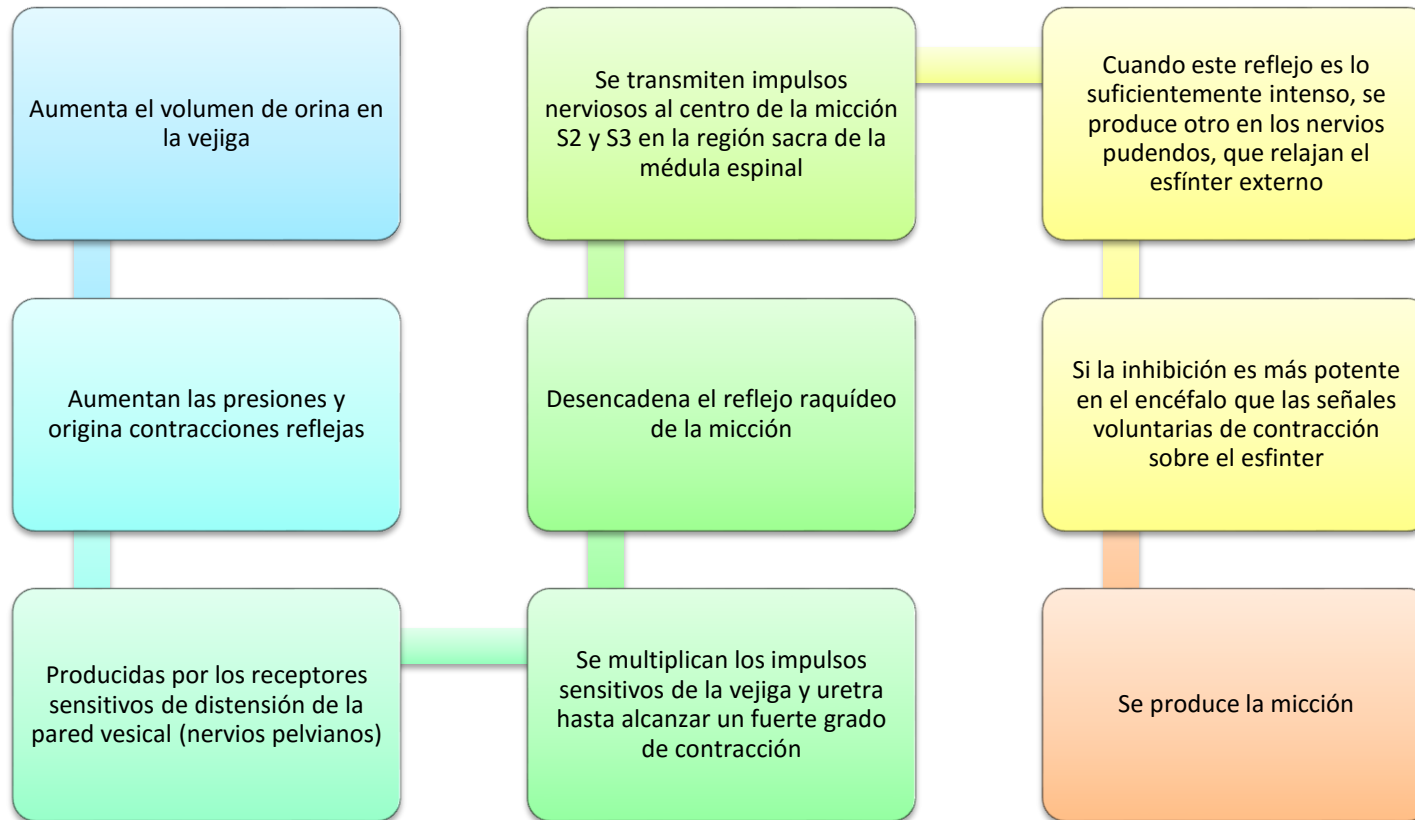 Aumenta el volumen de orina en
la vejiga
Aumentan las presiones y
origina contracciones reflejas
Producidas por los receptores
sensitivos de distensión de la
pared vesical (nervios pelvianos)
Se multiplican los impulsos
sensitivos de la vejiga y uretra
hasta alcanzar un fuerte grado
de contracción
Desencadena el reflejo raquídeo
de la micción
Se transmiten impulsos
nerviosos al centro de la micción
S2 y S3 en la región sacra de la
médula espinal
Cuando este reflejo es lo
suficientemente intenso, se
produce otro en los nervios
pudendos, que relajan el
esfínter externo
Si la inhibición es más potente
en el encéfalo que las señales
voluntarias de contracción
sobre el esfinter
Se produce la micción